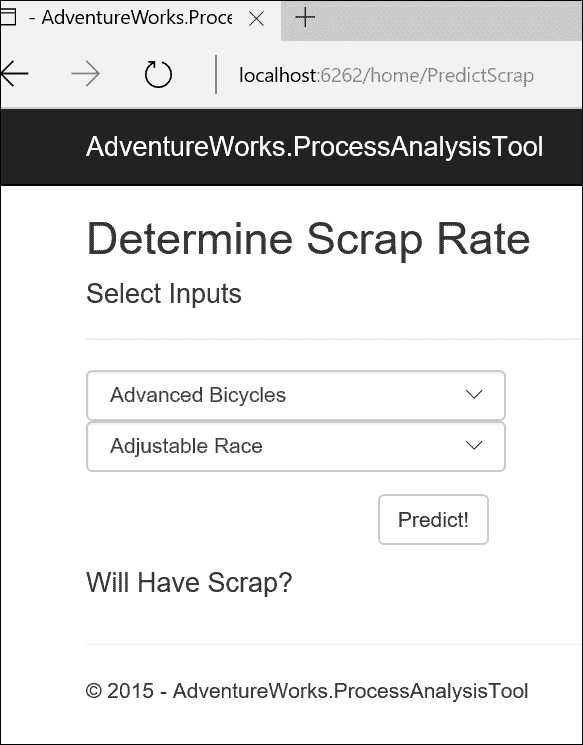 - AdventureWorks.Proce
localhost:6262/home/PredictScrap
AdventureWorks.ProcessAnalysisTool
Determine Scrap Rate
Select Inputs
Advanced Bicycles
Adjustable Race
Predict!
Will Have Scrap?
© 2015 - AdventureWorks.ProcessAnalysisTool